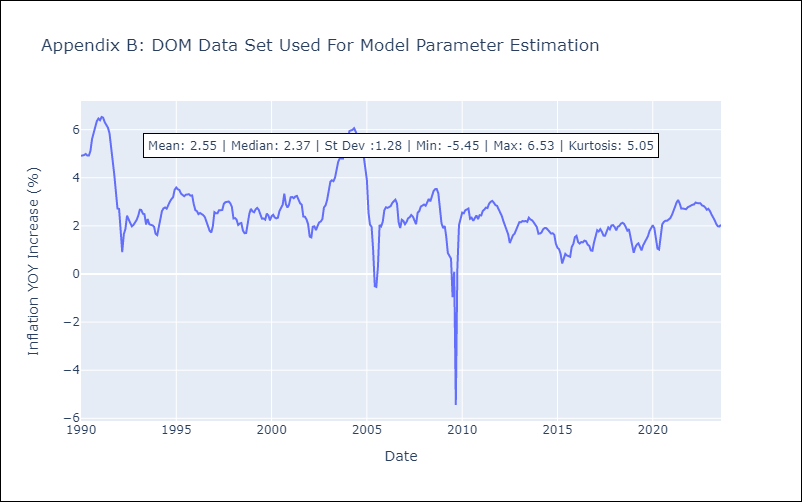 Appendix B: DOM Data Set Used For Model Parameter Estimation
Mean: 2.55 | Median: 2.37 | St Dev :1.28 | Min: -5.45 | Max: 6.53 | Kurtosis: 5.05
Inflation YOY Increase (%)
6
4
2
0
−2
−4
−6
1990 1995 2000 2005 2010 2015 2020
Date